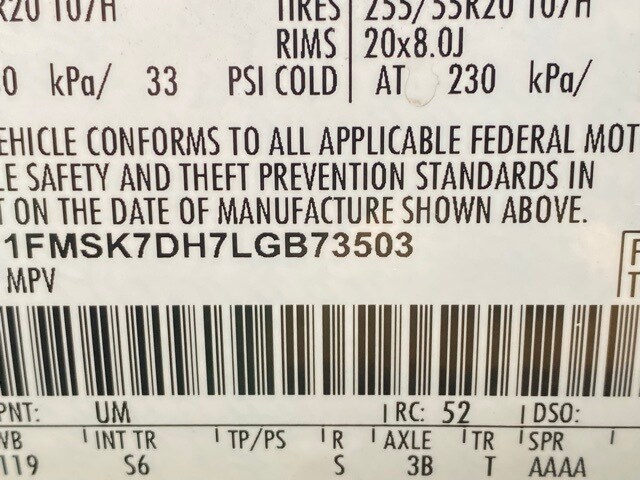 R20 107H TIRES 255/55R20 107H
RIMS 20x8.0J
0 kPa/ 33 PSI COLD AT 230 kPa/
EHICLE CONFORMS TO ALL APPLICABLE FEDERAL MOT
LE SAFETY AND THEFT PREVENTION STANDARDS IN
T ON THE DATE OF MANUFACTURE SHOWN ABOVE.
1FMSK7DH7LGB73503
MPV
PNT: UM RC: 52 DSO:
WB INT TR TP/PS R AXLE TR SPR
119 S6 S 3B T AAAA